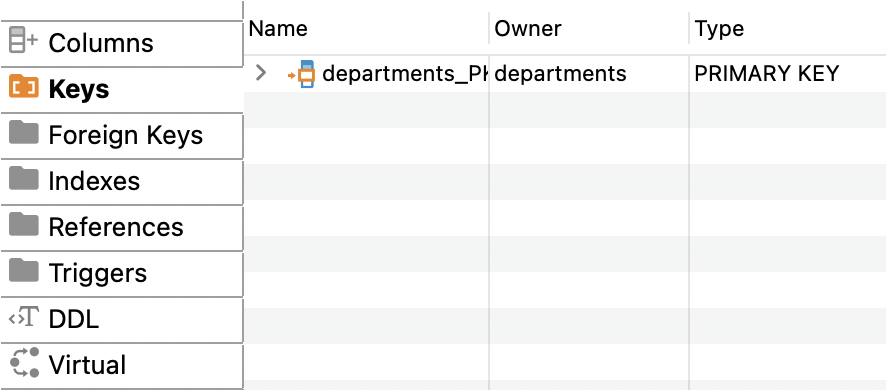 Columns
Keys
Foreign Keys
Indexes
References
Triggers
DDL
Virtual
Name Owner Type
departments_PK departments PRIMARY KEY